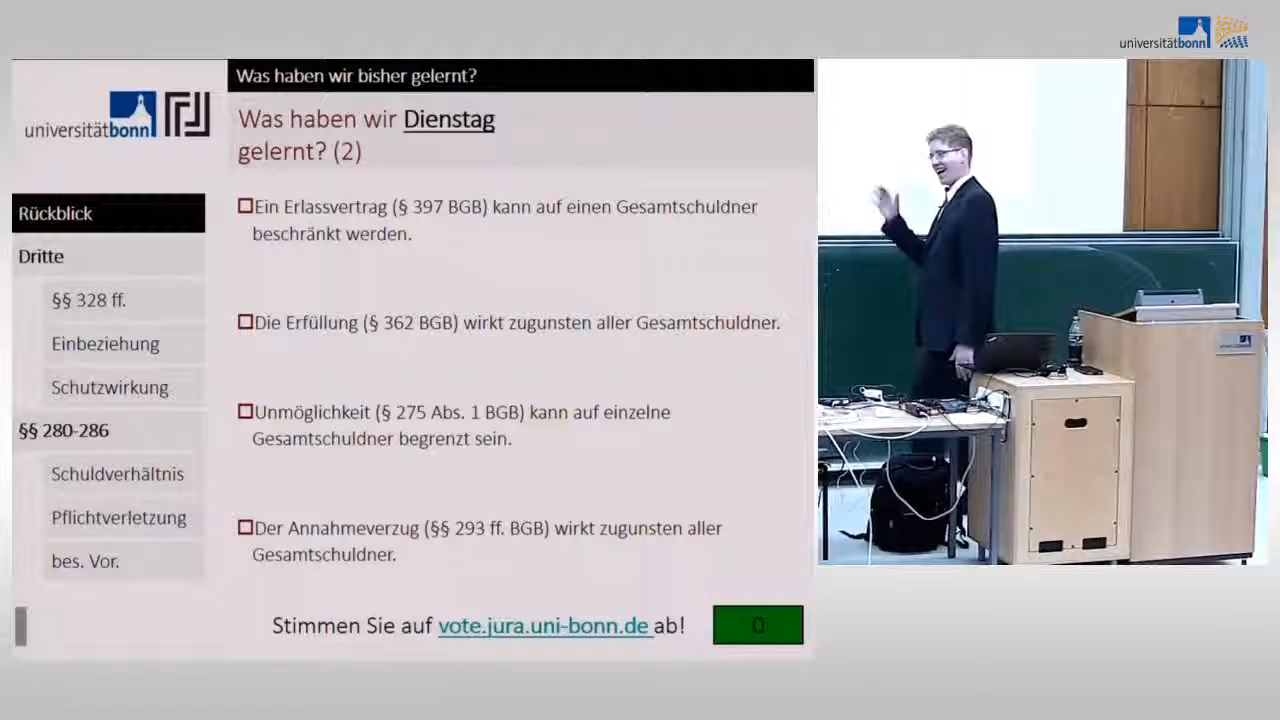 universitätbonn
Was haben wir bisher gelernt?
universitätbonn
Was haben wir Dienstag
gelernt? (2)
Rückblick
Dritte
§§ 328 ff.
Einbeziehung
Schutzwirkung
§§ 280-286
Schuldverhältnis
Pflichtverletzung
bes. Vor.
Ein Erlassvertrag (§ 397 BGB) kann auf einen Gesamtschuldner
beschränkt werden.
Die Erfüllung (§ 362 BGB) wirkt zugunsten aller Gesamtschuldner.
Unmöglichkeit (§ 275 Abs. 1 BGB) kann auf einzelne
Gesamtschuldner begrenzt sein.
Der Annahmeverzug (§§ 293 ff. BGB) wirkt zugunsten aller
Gesamtschuldner.
Stimmen Sie auf vote.jura.uni-bonn.de ab!
0